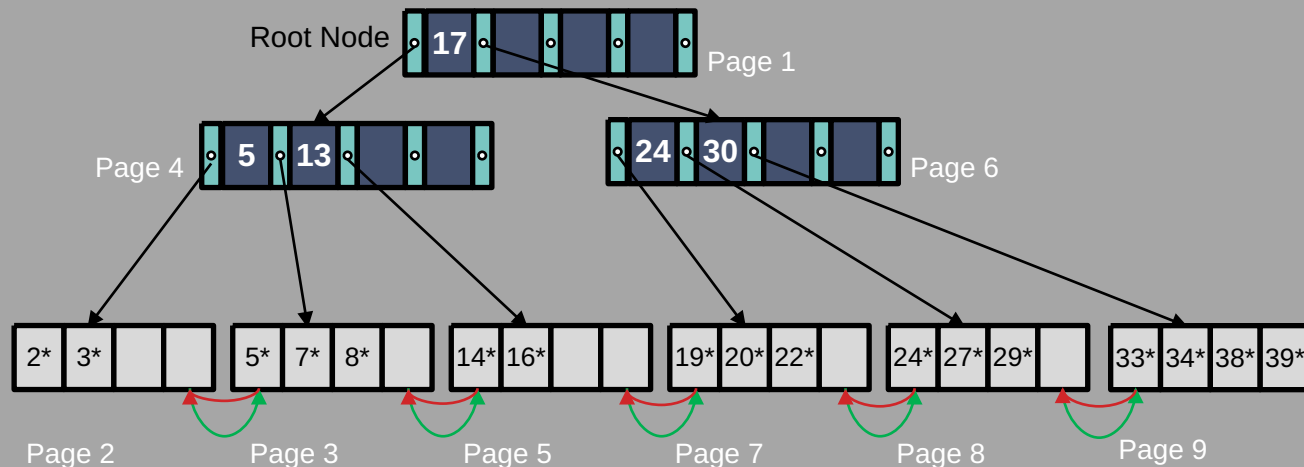 Root Node
17
Page 1
Page 4
5 13
24 30
Page 6
2* 3*
5* 7* 8*
14* 16*
19* 20* 22*
24* 27* 29*
33* 34* 38* 39*
Page 2
Page 3
Page 5
Page 7
Page 8
Page 9